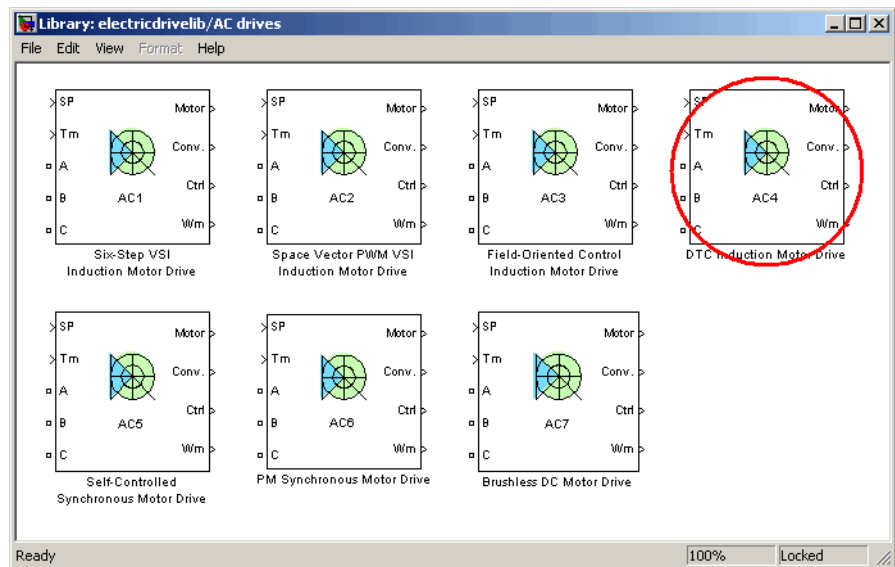 Library: electricdrivelib/AC drives
File Edit View Format Help
SP Motor
Tm Conv.
A Ctrl
B AC1
C Wm
Six-Step VSI
Induction Motor Drive
SP Motor
Tm Conv.
A Ctrl
B AC2
C Wm
Space Vector PWM VSI
Induction Motor Drive
SP Motor
Tm Conv.
A Ctrl
B AC3
C Wm
Field-Oriented Control
Induction Motor Drive
SP Motor
Tm Conv.
A Ctrl
B AC4
C Wm
DTC Induction Motor Drive
SP Motor
Tm Conv.
A Ctrl
B AC5
C Wm
Self-Controlled
Synchronous Motor Drive
SP Motor
Tm Conv.
A Ctrl
B AC6
C Wm
PM Synchronous Motor Drive
SP Motor
Tm Conv.
A Ctrl
B AC7
C Wm
Brushless DC Motor Drive
Ready 100% Locked